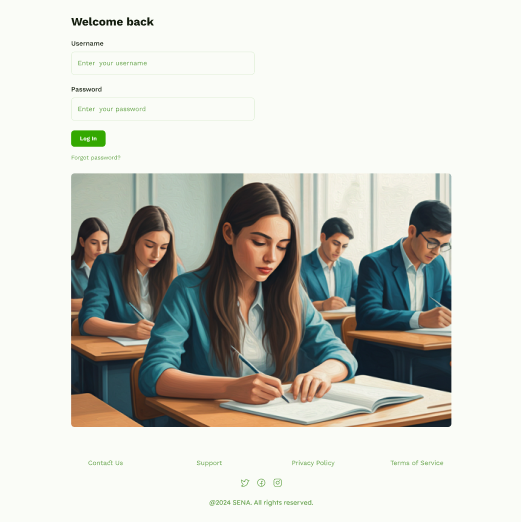 Welcome back
Username
Enter your username
Password
Enter your password
Log In
Forgot password?
Contact Us Support Privacy Policy Terms of Service
@2024 SENA. All rights reserved.